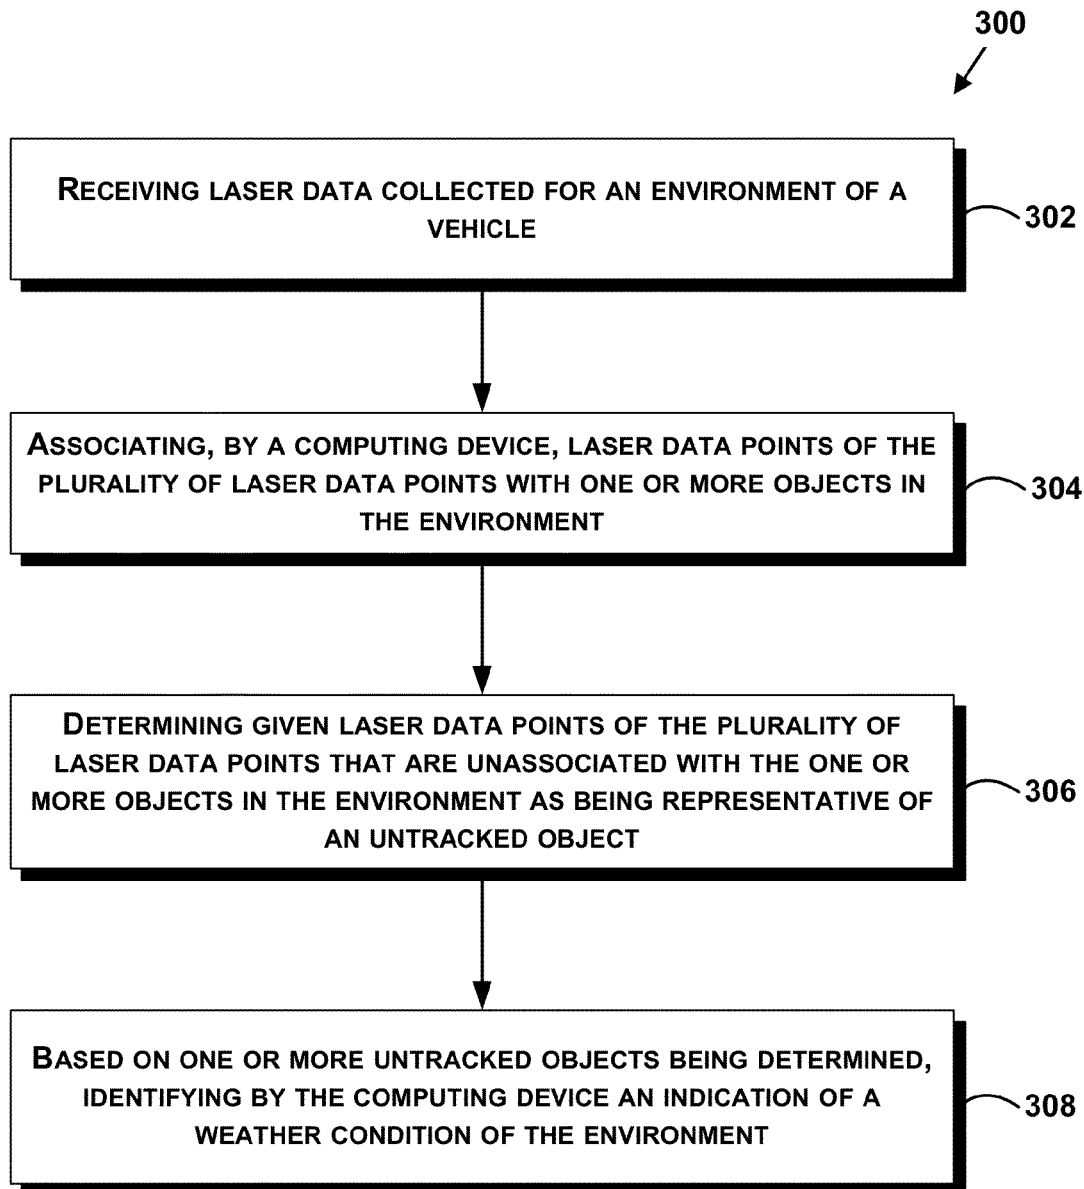 300
RECEIVING LASER DATA COLLECTED FOR AN ENVIRONMENT OF A
VEHICLE
302
ASSOCIATING, BY A COMPUTING DEVICE, LASER DATA POINTS OF THE
PLURALITY OF LASER DATA POINTS WITH ONE OR MORE OBJECTS IN
THE ENVIRONMENT
304
DETERMINING GIVEN LASER DATA POINTS OF THE PLURALITY OF
LASER DATA POINTS THAT ARE UNASSOCIATED WITH THE ONE OR
MORE OBJECTS IN THE ENVIRONMENT AS BEING REPRESENTATIVE OF
AN UNTRACKED OBJECT
306
BASED ON ONE OR MORE UNTRACKED OBJECTS BEING DETERMINED,
IDENTIFYING BY THE COMPUTING DEVICE AN INDICATION OF A
WEATHER CONDITION OF THE ENVIRONMENT
308